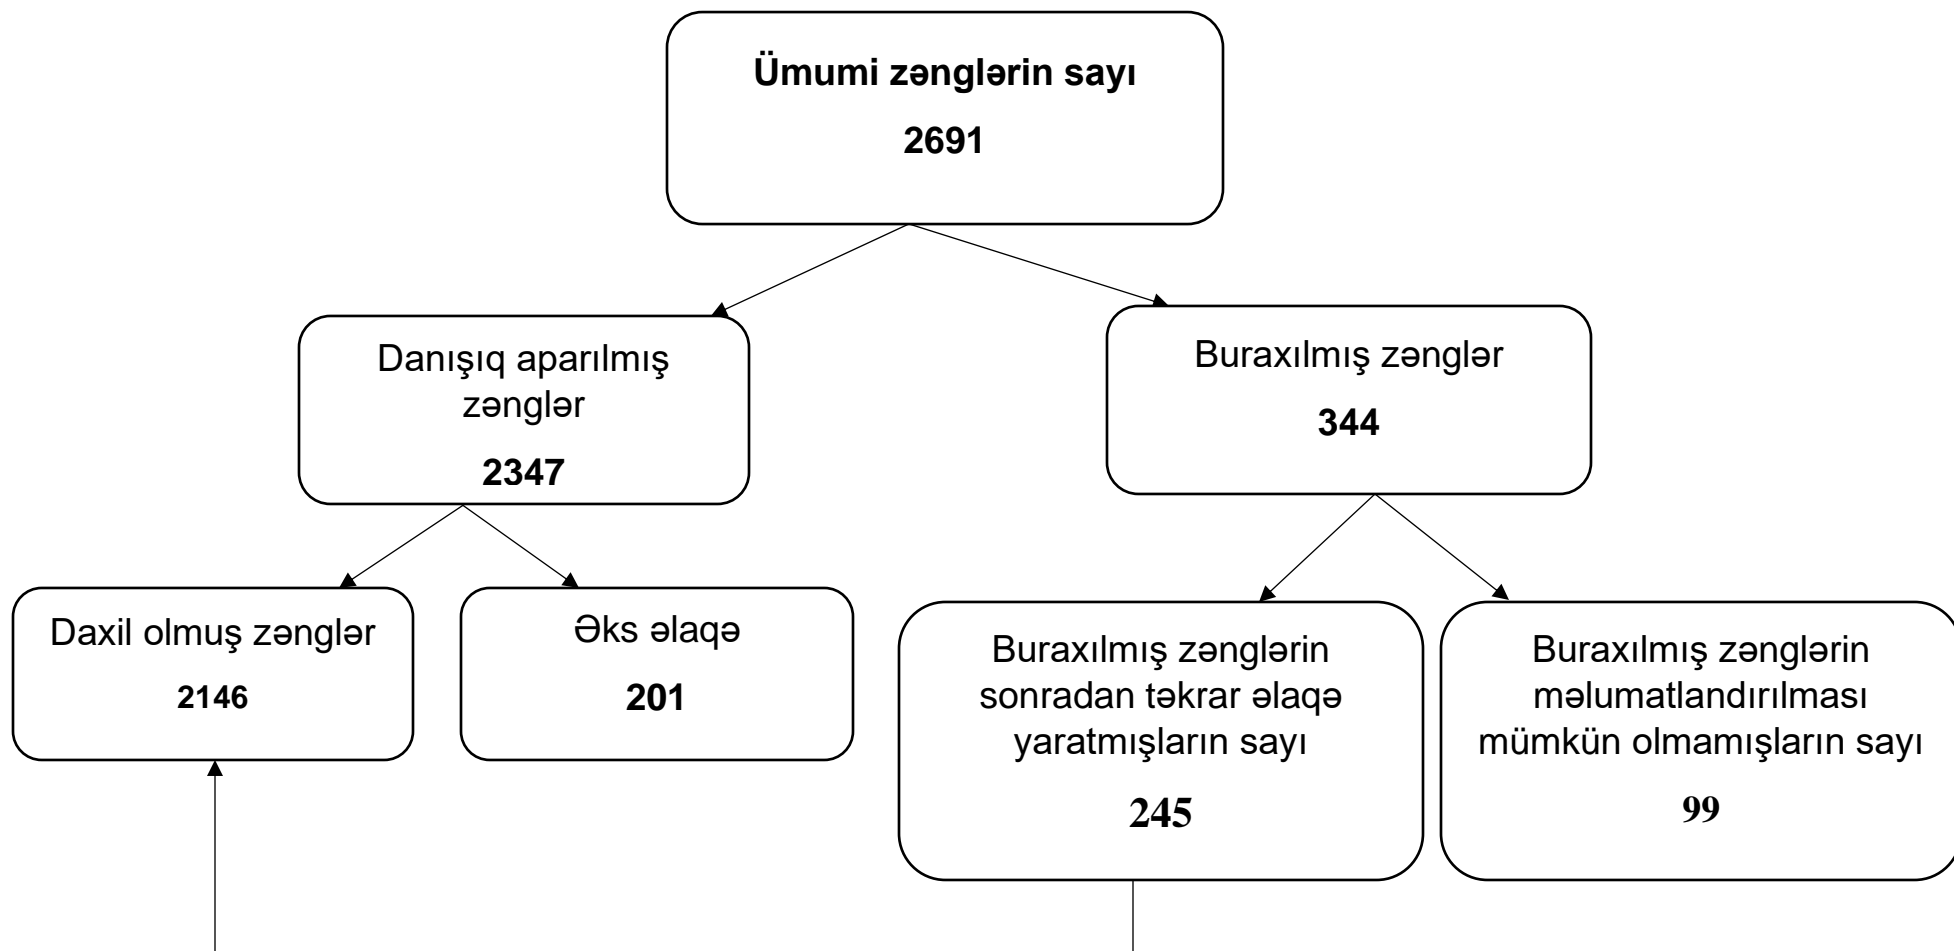 Ümumi zənglərin sayı
2691
Danışıq aparılmış
zənglər
2347
Buraxılmış zənglər
344
Daxil olmuş zənglər
2146
Əks əlaqə
201
Buraxılmış zənglərin
sonradan təkrar əlaqə
yaratmışların sayı
245
Buraxılmış zənglərin
məlumatlandırılması
mümkün olmamışların sayı
99